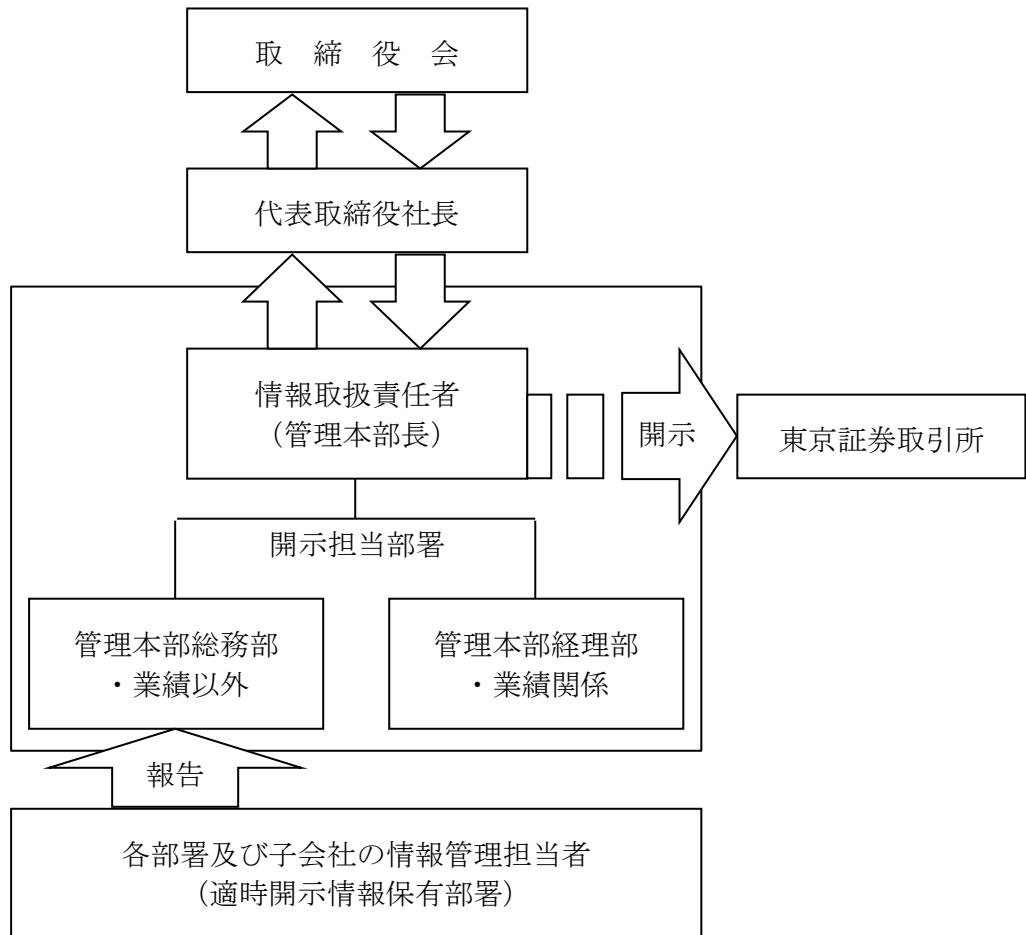 取　締　役　会
代表取締役社長
情報取扱責任者
（管理本部長）
開示
東京証券取引所
開示担当部署
管理本部総務部
・業績以外
管理本部経理部
・業績関係
報告
各部署及び子会社の情報管理担当者
（適時開示情報保有部署）